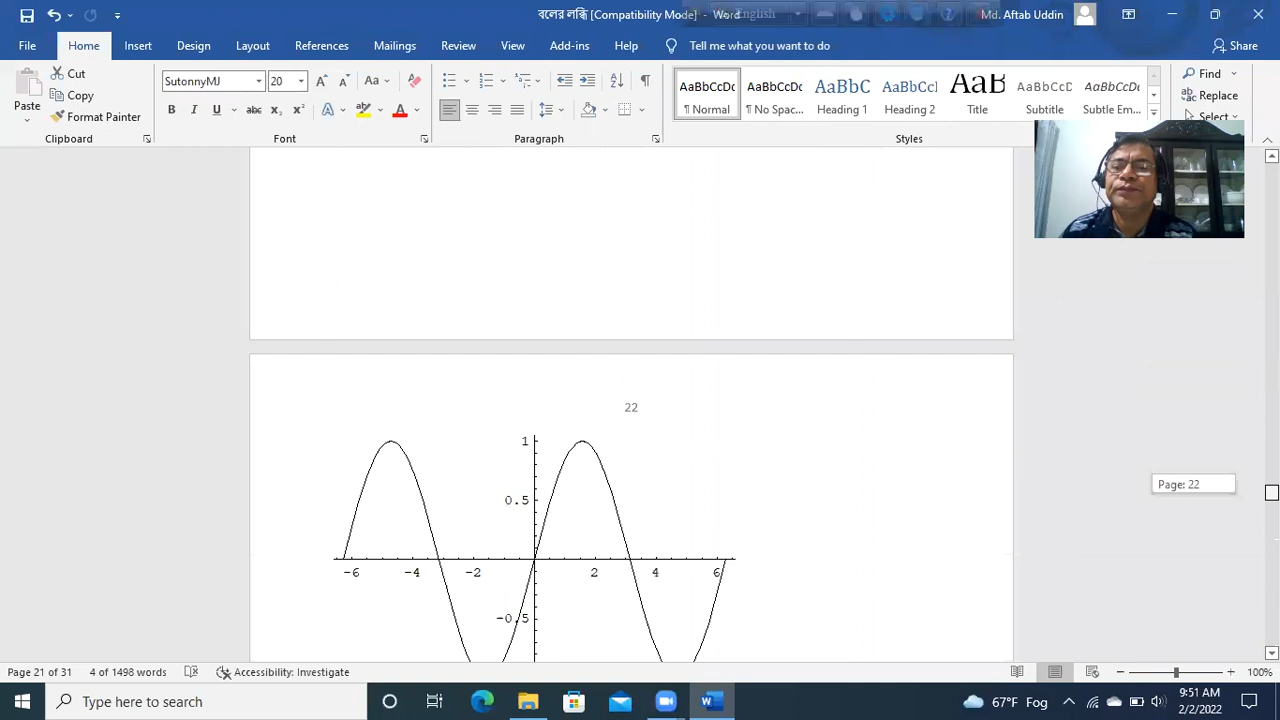 বলের লব্ধি [Compatibility Mode] - Word
English
Md. Aftab Uddin
File Home Insert Design Layout References Mailings Review View Add-ins Help Tell me what you want to do Share
Paste
Cut
Copy
Format Painter
Clipboard
SutonnyMJ 20
Font
Paragraph
AaBbCcDc AaBbCcDc AaBbC AaBbCcI AaB AaBbCcDc AaBbCcDc
¶ Normal ¶ No Spac... Heading 1 Heading 2 Title Subtitle Subtle Em...
Styles
Find
Replace
Select
22
1
0.5
-6 -4 -2 2 4 6
-0.5
Page: 22
Page 21 of 31 4 of 1498 words Accessibility: Investigate 100%
Type here to search
67°F Fog
9:51 AM
2/2/2022